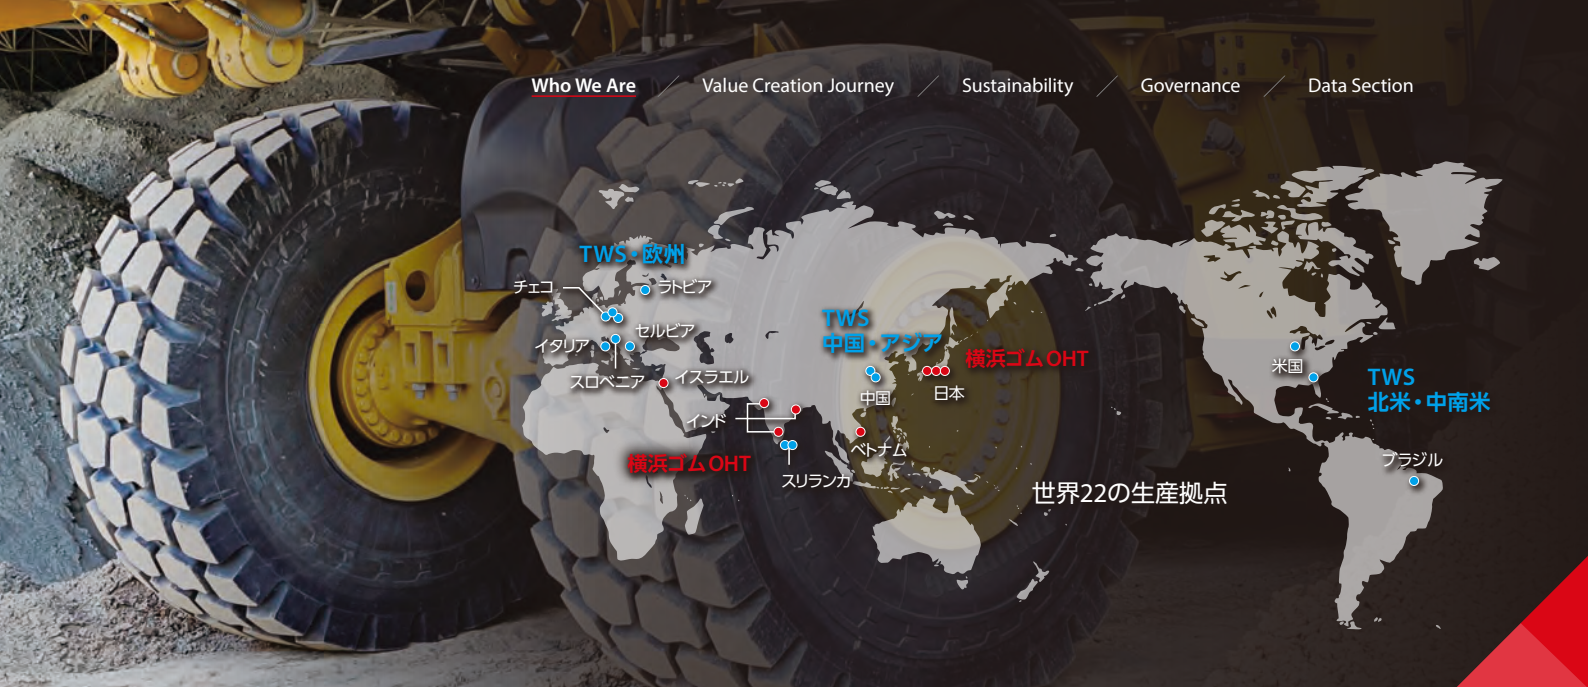 Who We Are
Value Creation Journey
Sustainability
Governance
Data Section
TWS・欧州
チェコ
ラトビア
セルビア
イタリア
スロベニア
イスラエル
インド
横浜ゴムOHT
スリランカ
TWS
中国・アジア
中国
横浜ゴムOHT
日本
ベトナム
世界22の生産拠点
米国
TWS
北米・中南米
ブラジル